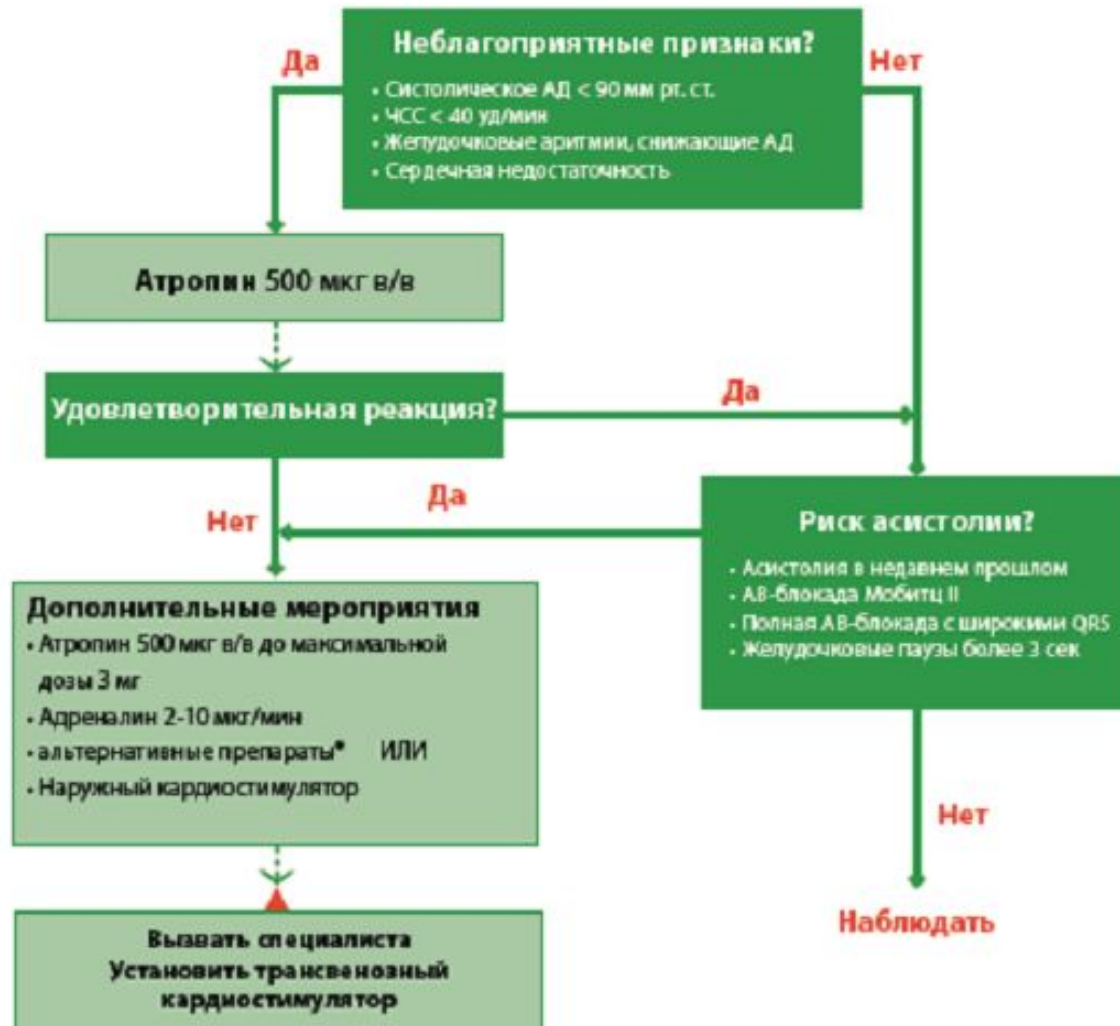 Неблагоприятные признаки?
Да
Нет
• Систолическое АД < 90 мм рт. ст.
• ЧСС < 40 уд/мин
• Желудочковые аритмии, снижающие АД
• Сердечная недостаточность
Атропин 500 мкг в/в
Удовлетворительная реакция?
Да
Нет
Да
Риск асистолии?
• Асистолия в недавнем прошлом
• АВ-блокада Мобитц II
• Полная АВ-блокада с широкими QRS
• Желудочковые паузы более 3 сек
Дополнительные мероприятия
• Атропин 500 мкг в/в до максимальной
дозы 3 мг
• Адреналин 2-10 мкг/мин
• альтернативные препараты* ИЛИ
• Наружный кардиостимулятор
Нет
Наблюдать
Вызвать специалиста
Установить трансвенозный
кардиостимулятор